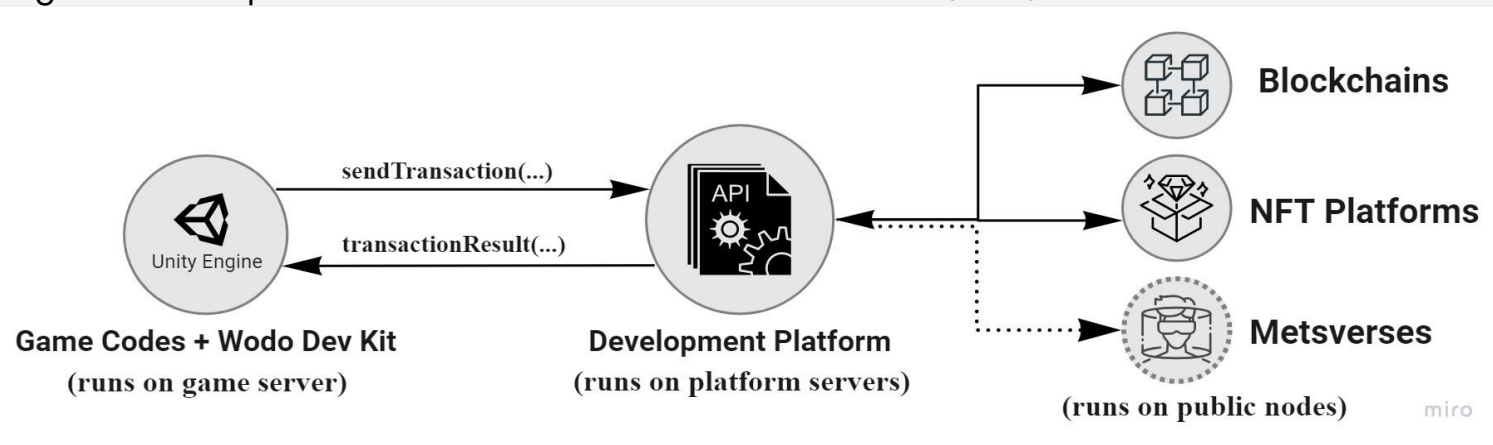 sendTransaction(...)
transactionResult(...)
Unity Engine
Game Codes + Wodo Dev Kit
(runs on game server)
API
Development Platform
(runs on platform servers)
Blockchains
NFT Platforms
Metsverses
(runs on public nodes)
miro